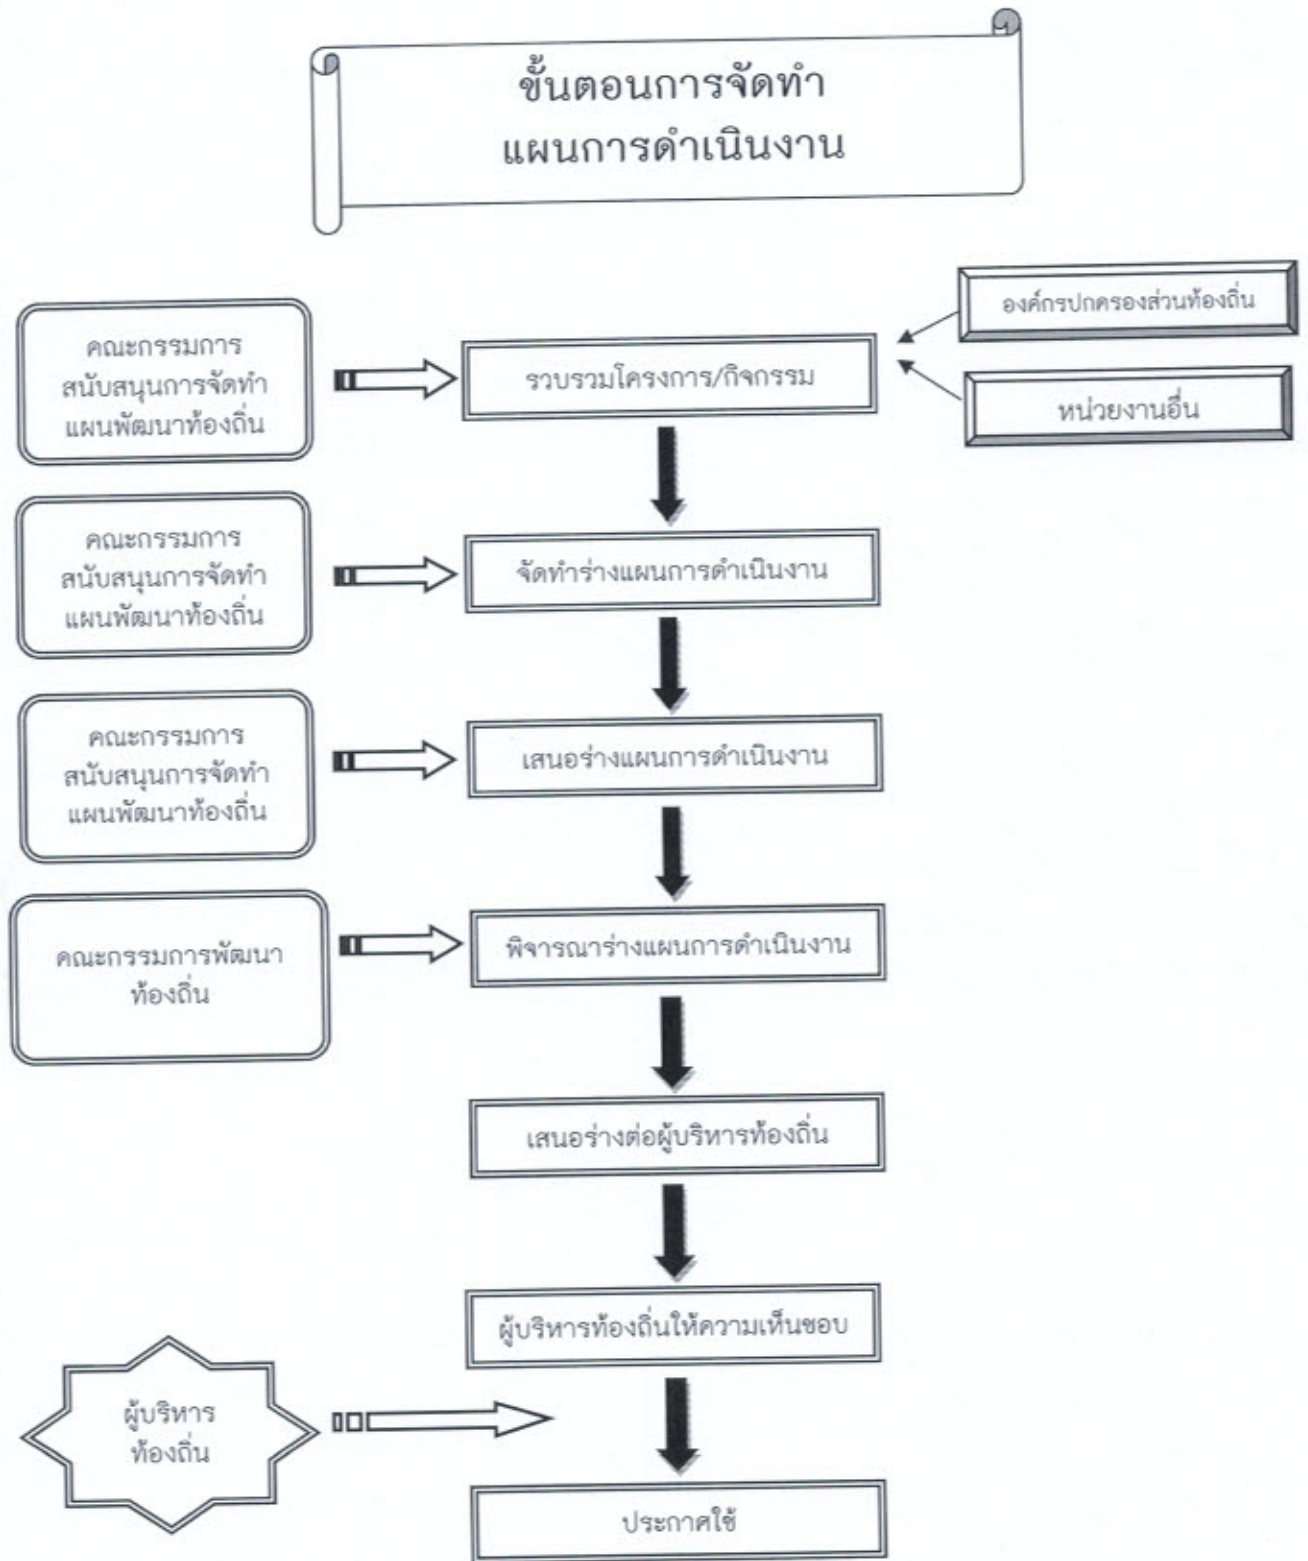 ขั้นตอนการจัดทำ
แผนการดำเนินงาน
องค์กรปกครองส่วนท้องถิ่น
หน่วยงานอื่น
คณะกรรมการ
สนับสนุนการจัดทำ
แผนพัฒนาท้องถิ่น
รวบรวมโครงการ/กิจกรรม
คณะกรรมการ
สนับสนุนการจัดทำ
แผนพัฒนาท้องถิ่น
จัดทำร่างแผนการดำเนินงาน
คณะกรรมการ
สนับสนุนการจัดทำ
แผนพัฒนาท้องถิ่น
เสนอร่างแผนการดำเนินงาน
คณะกรรมการพัฒนา
ท้องถิ่น
พิจารณาร่างแผนการดำเนินงาน
เสนอร่างต่อผู้บริหารท้องถิ่น
ผู้บริหารท้องถิ่นให้ความเห็นชอบ
ผู้บริหาร
ท้องถิ่น
ประกาศใช้